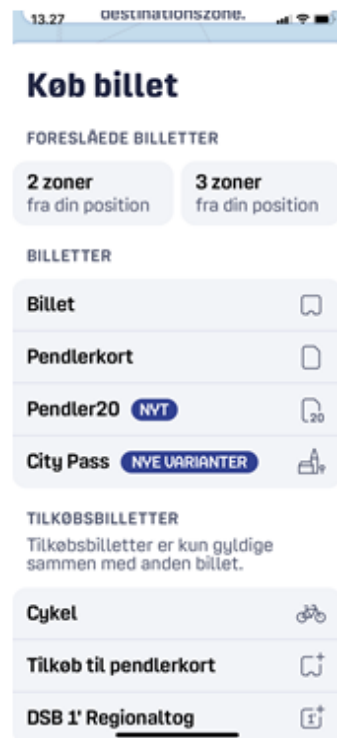 13.27
destinationszone.
Køb billet
FORESLÅEDE BILLETTER
2 zoner
fra din position
3 zoner
fra din position
BILLETTER
Billet
Pendlerkort
Pendler20 NYT
20
City Pass NYE VARIANTER
TILKØBSBILLETTER
Tilkøbsbilletter er kun gyldige
sammen med anden billet.
Cykel
Tilkøb til pendlerkort
DSB 1' Regionaltog
1'